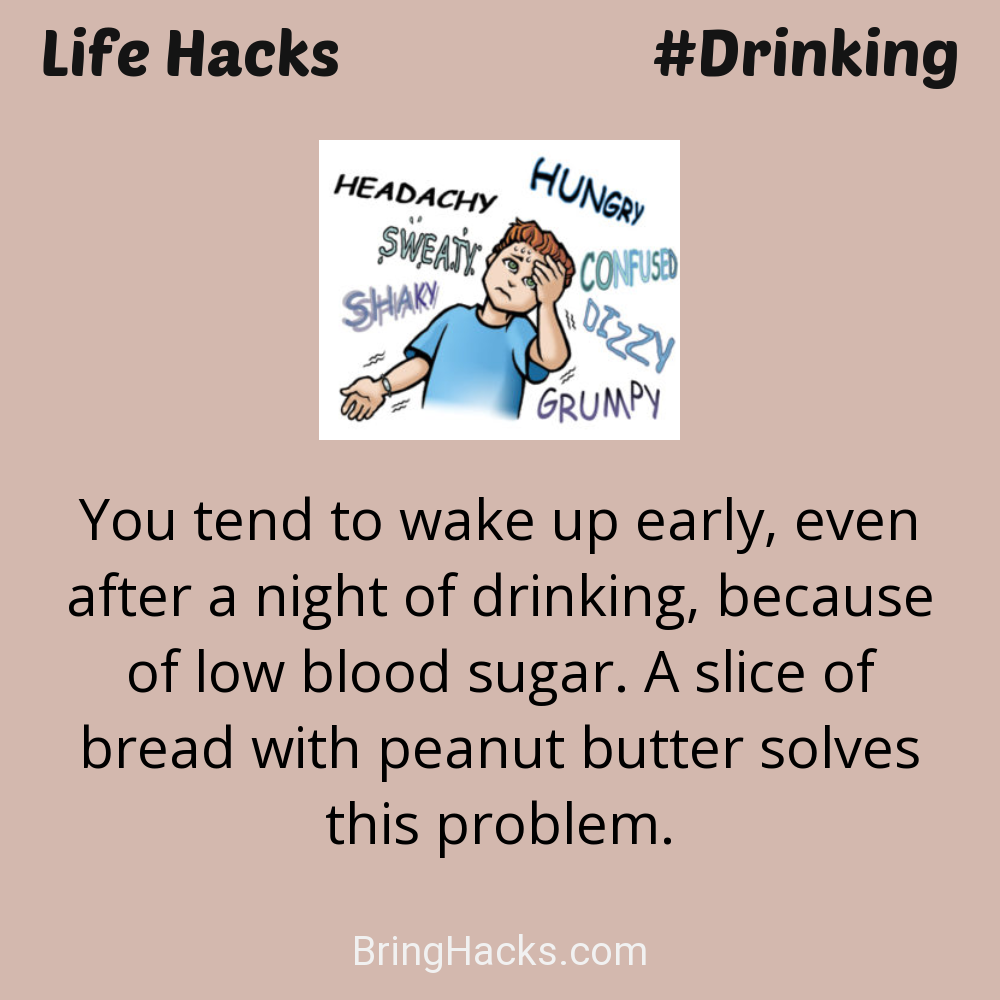 Life Hacks #Drinking
HEADACHY
HUNGRY
SWEATY
CONFUSED
SHAKY
DIZZY
GRUMPY
You tend to wake up early, even
after a night of drinking, because
of low blood sugar. A slice of
bread with peanut butter solves
this problem.
BringHacks.com